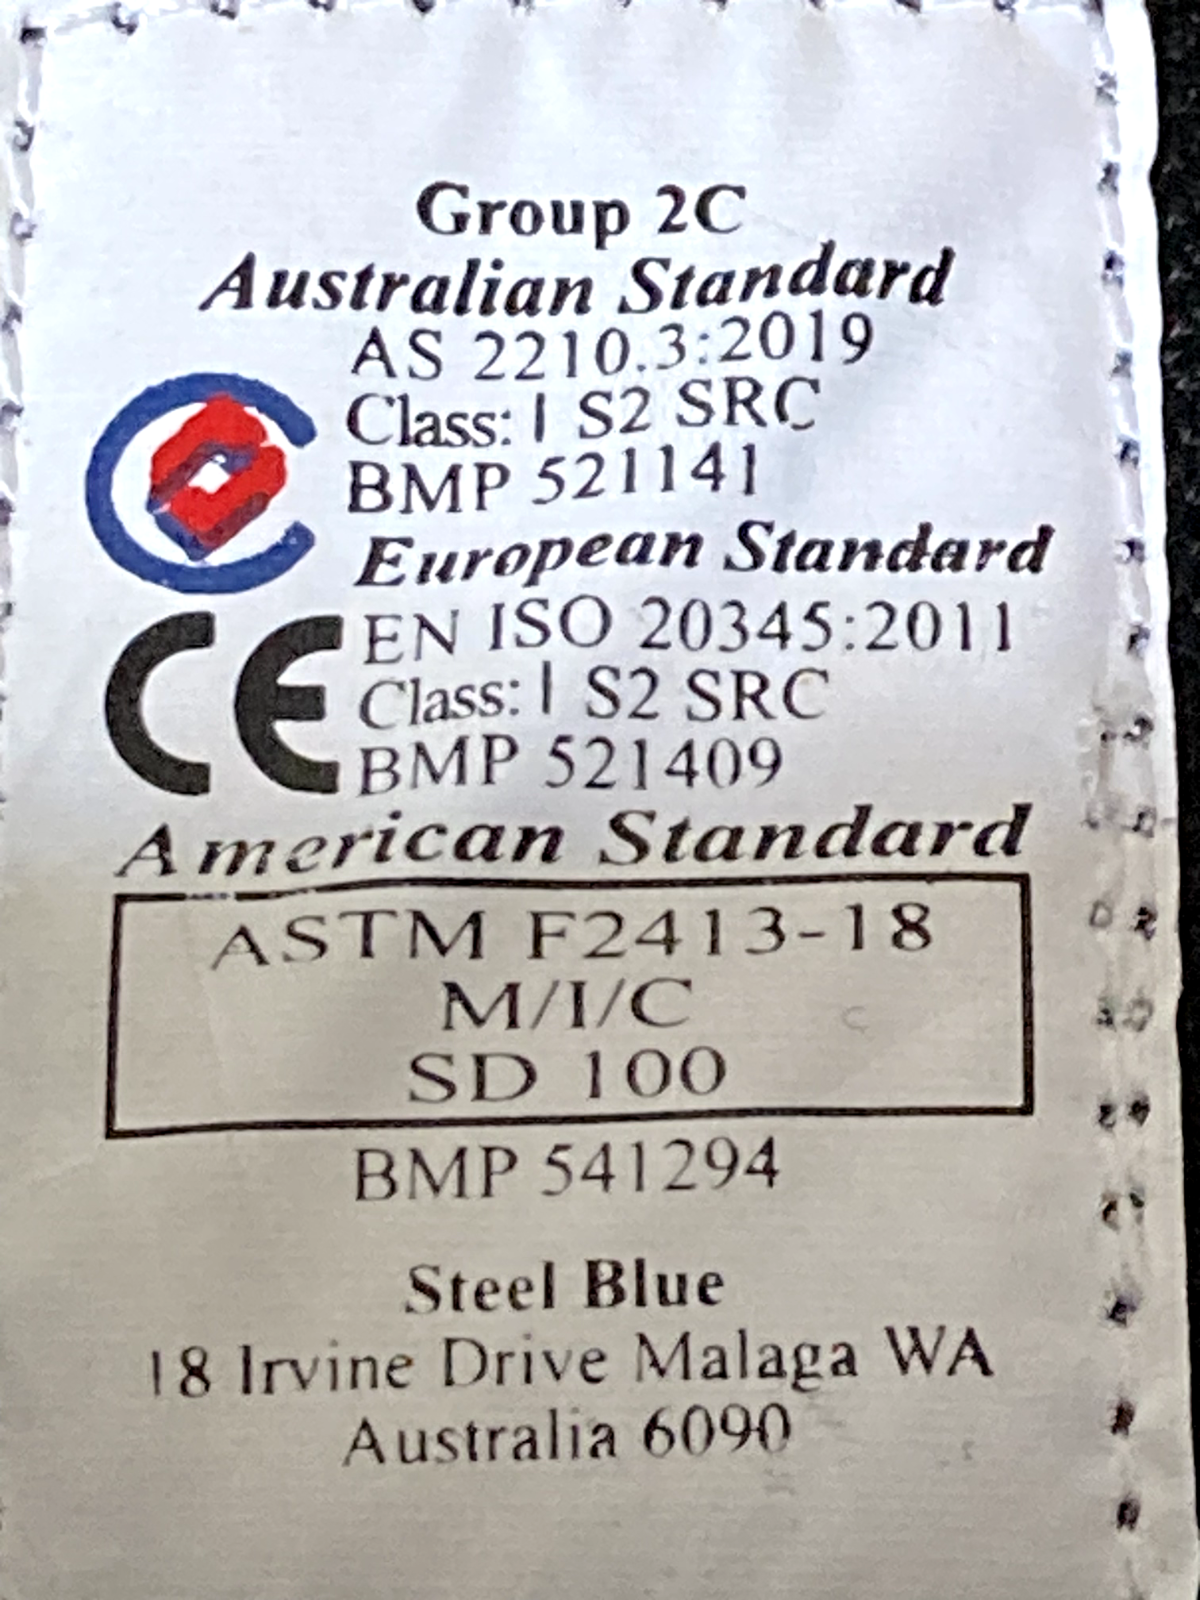 Group 2C
Australian Standard
AS 2210.3:2019
Class: I S2 SRC
BMP 521141
European Standard
CE
EN ISO 20345:2011
Class: I S2 SRC
BMP 521409
American Standard
ASTM F2413-18
M/I/C
SD 100
BMP 541294
Steel Blue
18 Irvine Drive Malaga WA
Australia 6090